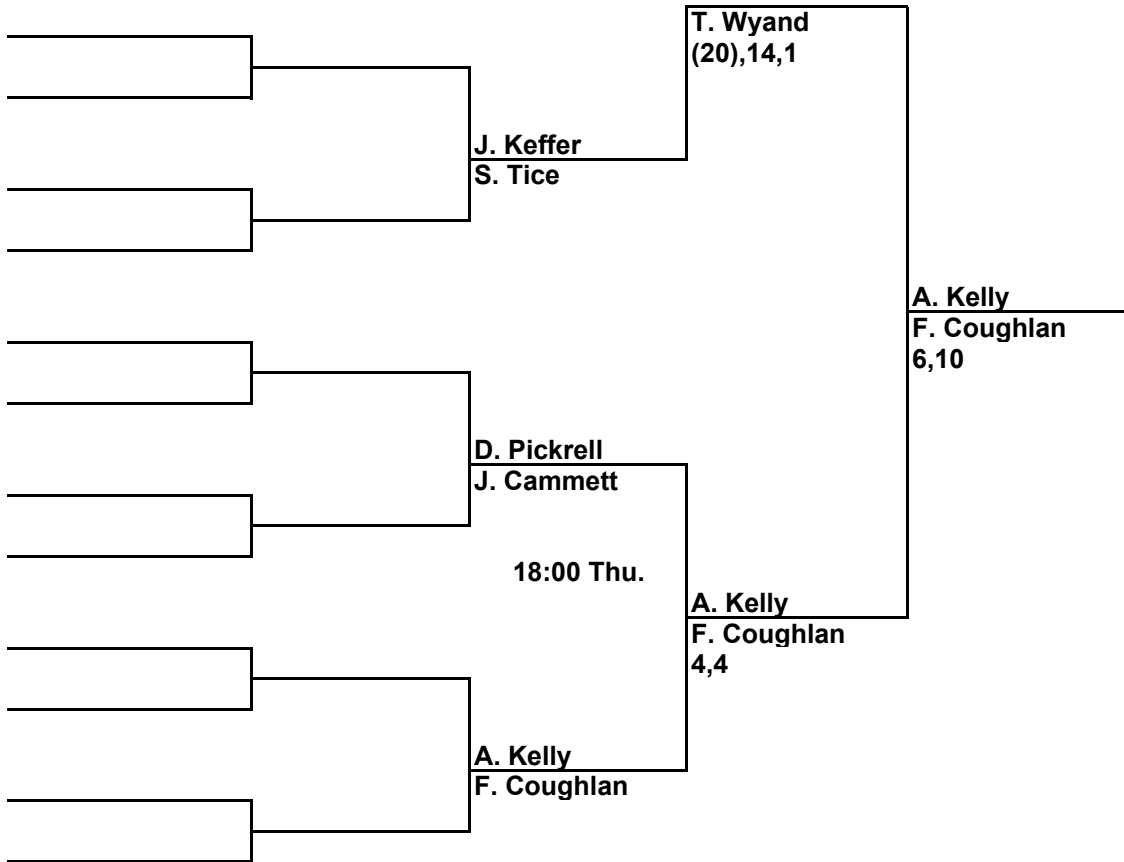 T. Wyand
(20),14,1
J. Keffer
S. Tice
A. Kelly
F. Coughlan
6,10
D. Pickrell
J. Cammett
18:00 Thu.
A. Kelly
F. Coughlan
4,4
A. Kelly
F. Coughlan